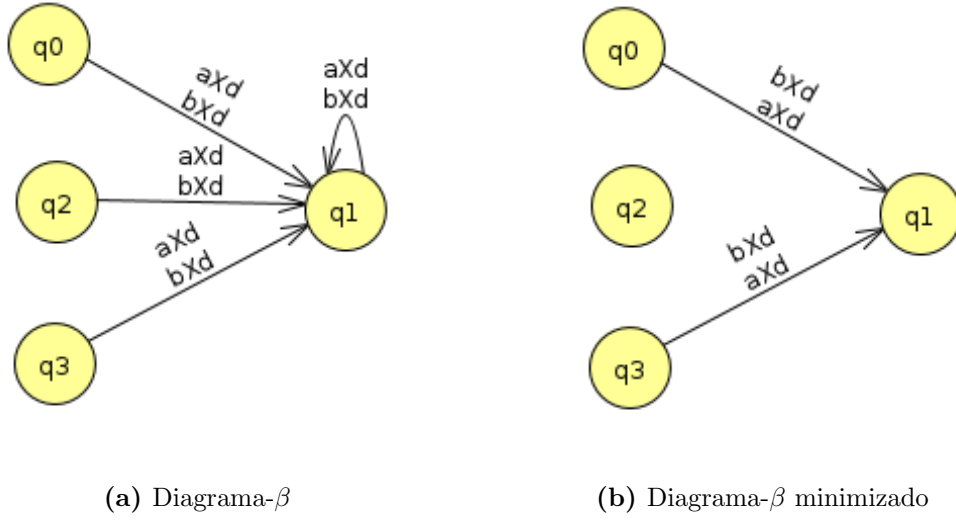 q0
aXd
bXd
aXd
bXd
q2
aXd
bXd
q1
aXd
bXd
q3
(a) Diagrama-β
q0
bXd
aXd
q2
q1
bXd
aXd
q3
(b) Diagrama-β minimizado